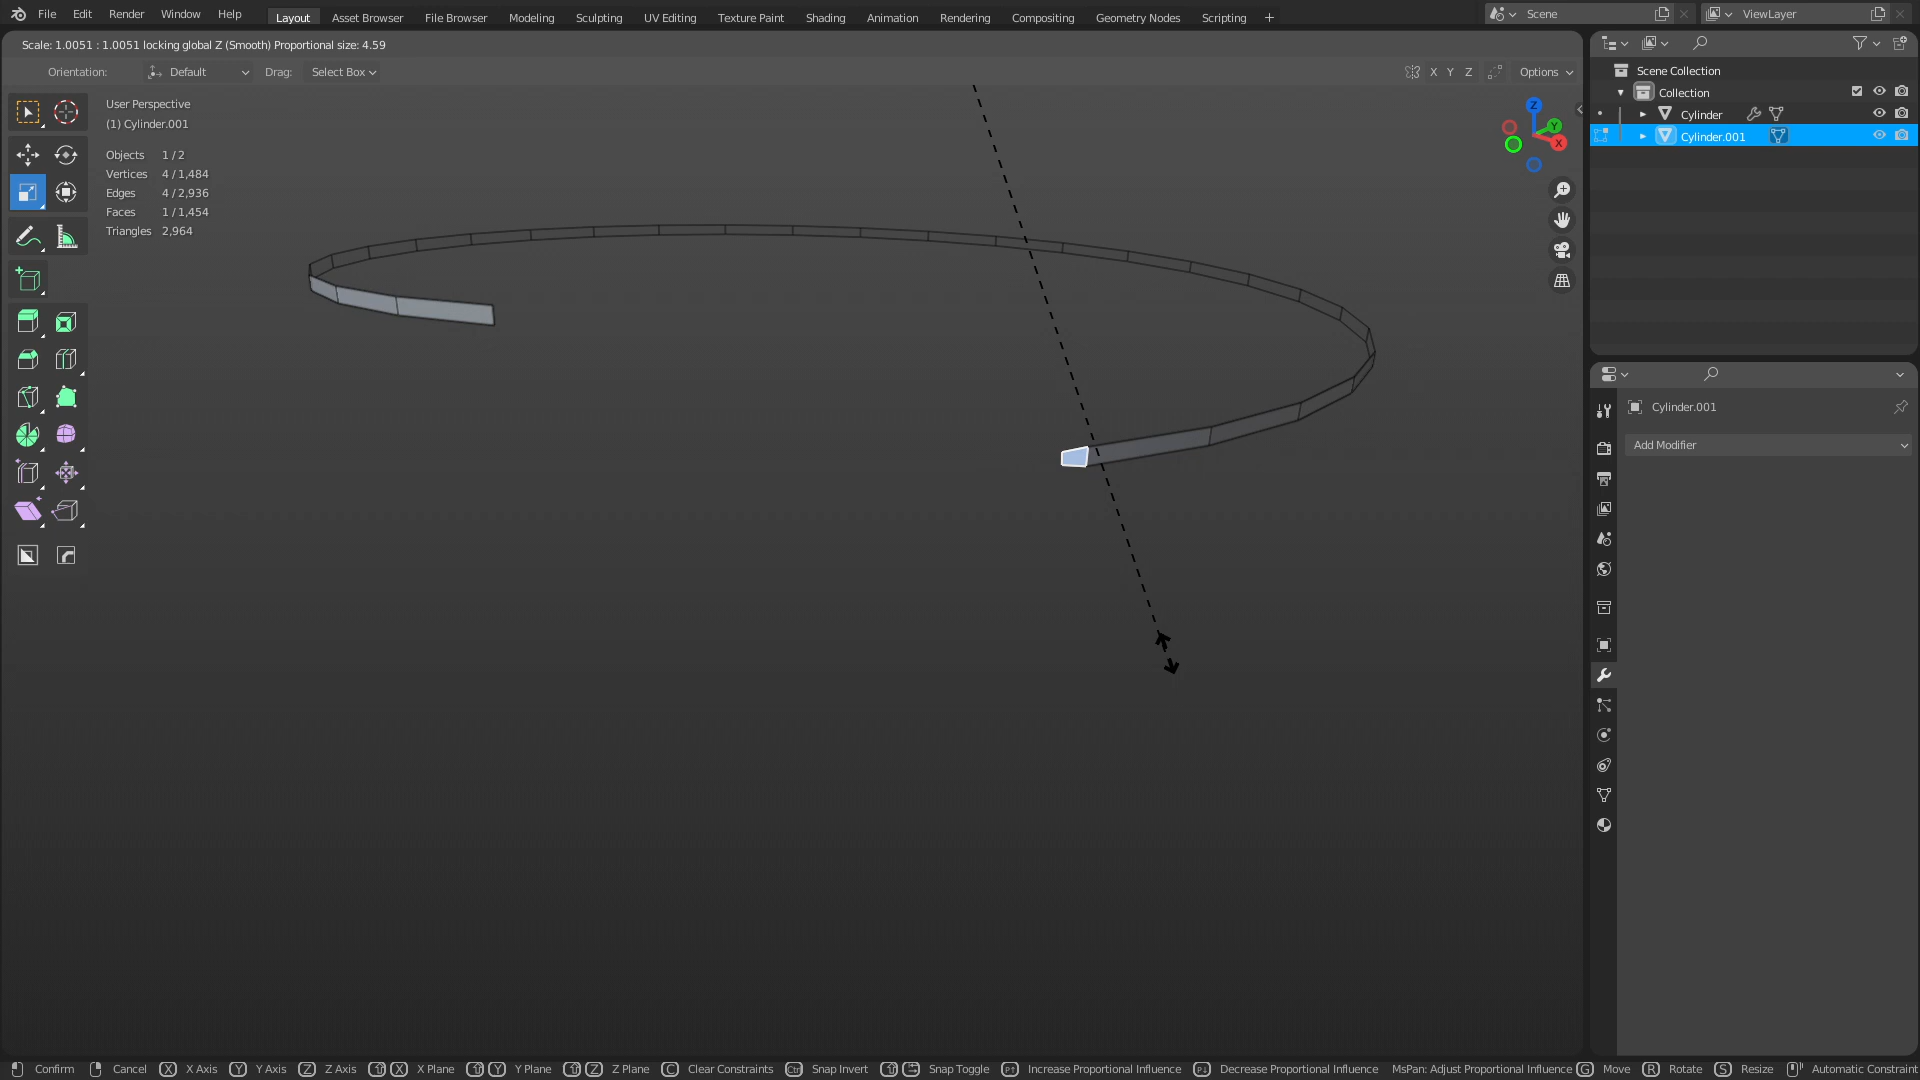 File Edit Render Window Help Layout Asset Browser File Browser Modeling Sculpting UV Editing Texture Paint Shading Animation Rendering Compositing Geometry Nodes Scripting + Scene ViewLayer
Scale: 1.0051 : 1.0051 locking global Z (Smooth) Proportional size: 4.59
Orientation: Default Drag: Select Box X Y Z Options
User Perspective
(1) Cylinder.001
Objects 1 / 2
Vertices 4 / 1,484
Edges 4 / 2,936
Faces 1 / 1,454
Triangles 2,964
Z
Y
X
Scene Collection
Collection
Cylinder
Cylinder.001
Cylinder.001
Add Modifier
Confirm Cancel X X Axis Y Y Axis Z Z Axis X X Plane Y Y Plane Z Z Plane C Clear Constraints Ctrl Snap Invert Snap Toggle Increase Proportional Influence Decrease Proportional Influence MsPan: Adjust Proportional Influence G Move R Rotate S Resize Automatic Constraint